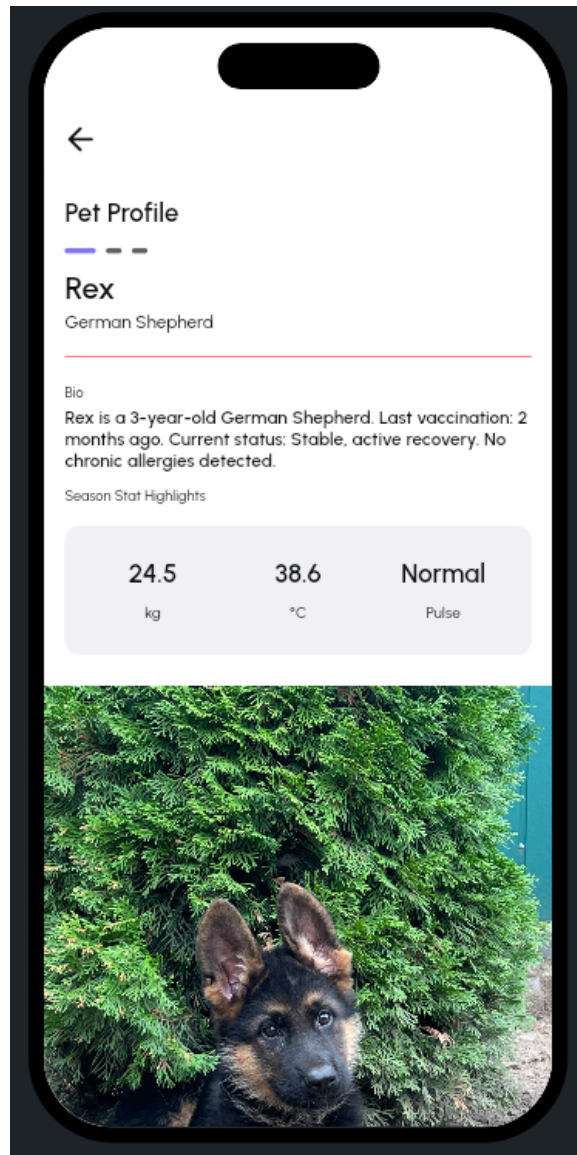 Pet Profile
Rex
German Shepherd
Bio
Rex is a 3-year-old German Shepherd. Last vaccination: 2
months ago. Current status: Stable, active recovery. No
chronic allergies detected.
Season Stat Highlights
24.5 38.6 Normal
kg °C Pulse